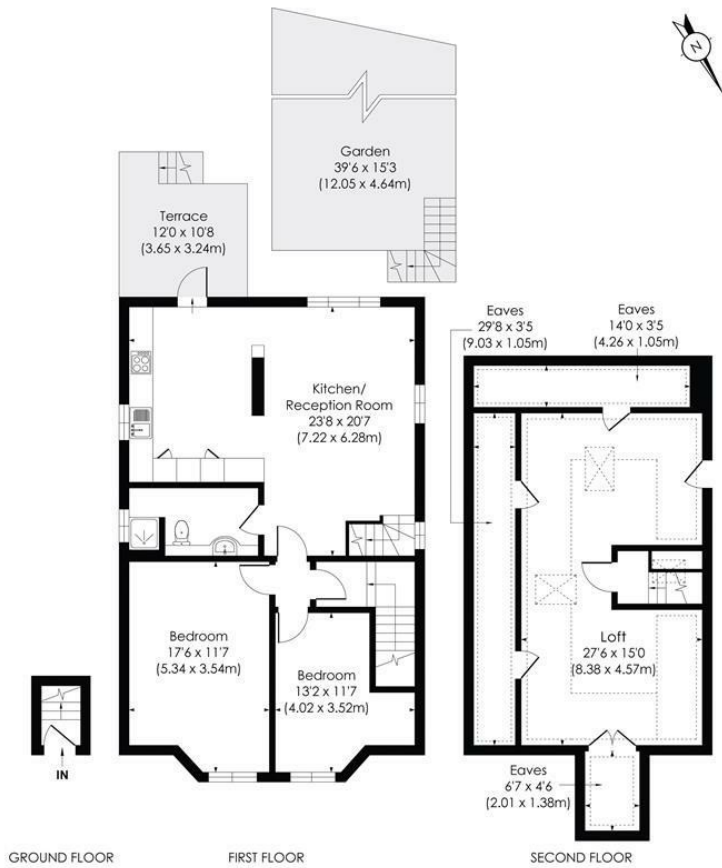 N
Garden
39'6 x 15'3
(12.05 x 4.64m)
Terrace
12'0 x 10'8
(3.65 x 3.24m)
Eaves
29'8 x 3'5
(9.03 x 1.05m)
Eaves
14'0 x 3'5
(4.26 x 1.05m)
Kitchen/
Reception Room
23'8 x 20'7
(7.22 x 6.28m)
Bedroom
17'6 x 11'7
(5.34 x 3.54m)
Bedroom
13'2 x 11'7
(4.02 x 3.52m)
Loft
27'6 x 15'0
(8.38 x 4.57m)
Eaves
6'7 x 4'6
(2.01 x 1.38m)
IN
GROUND FLOOR
FIRST FLOOR
SECOND FLOOR